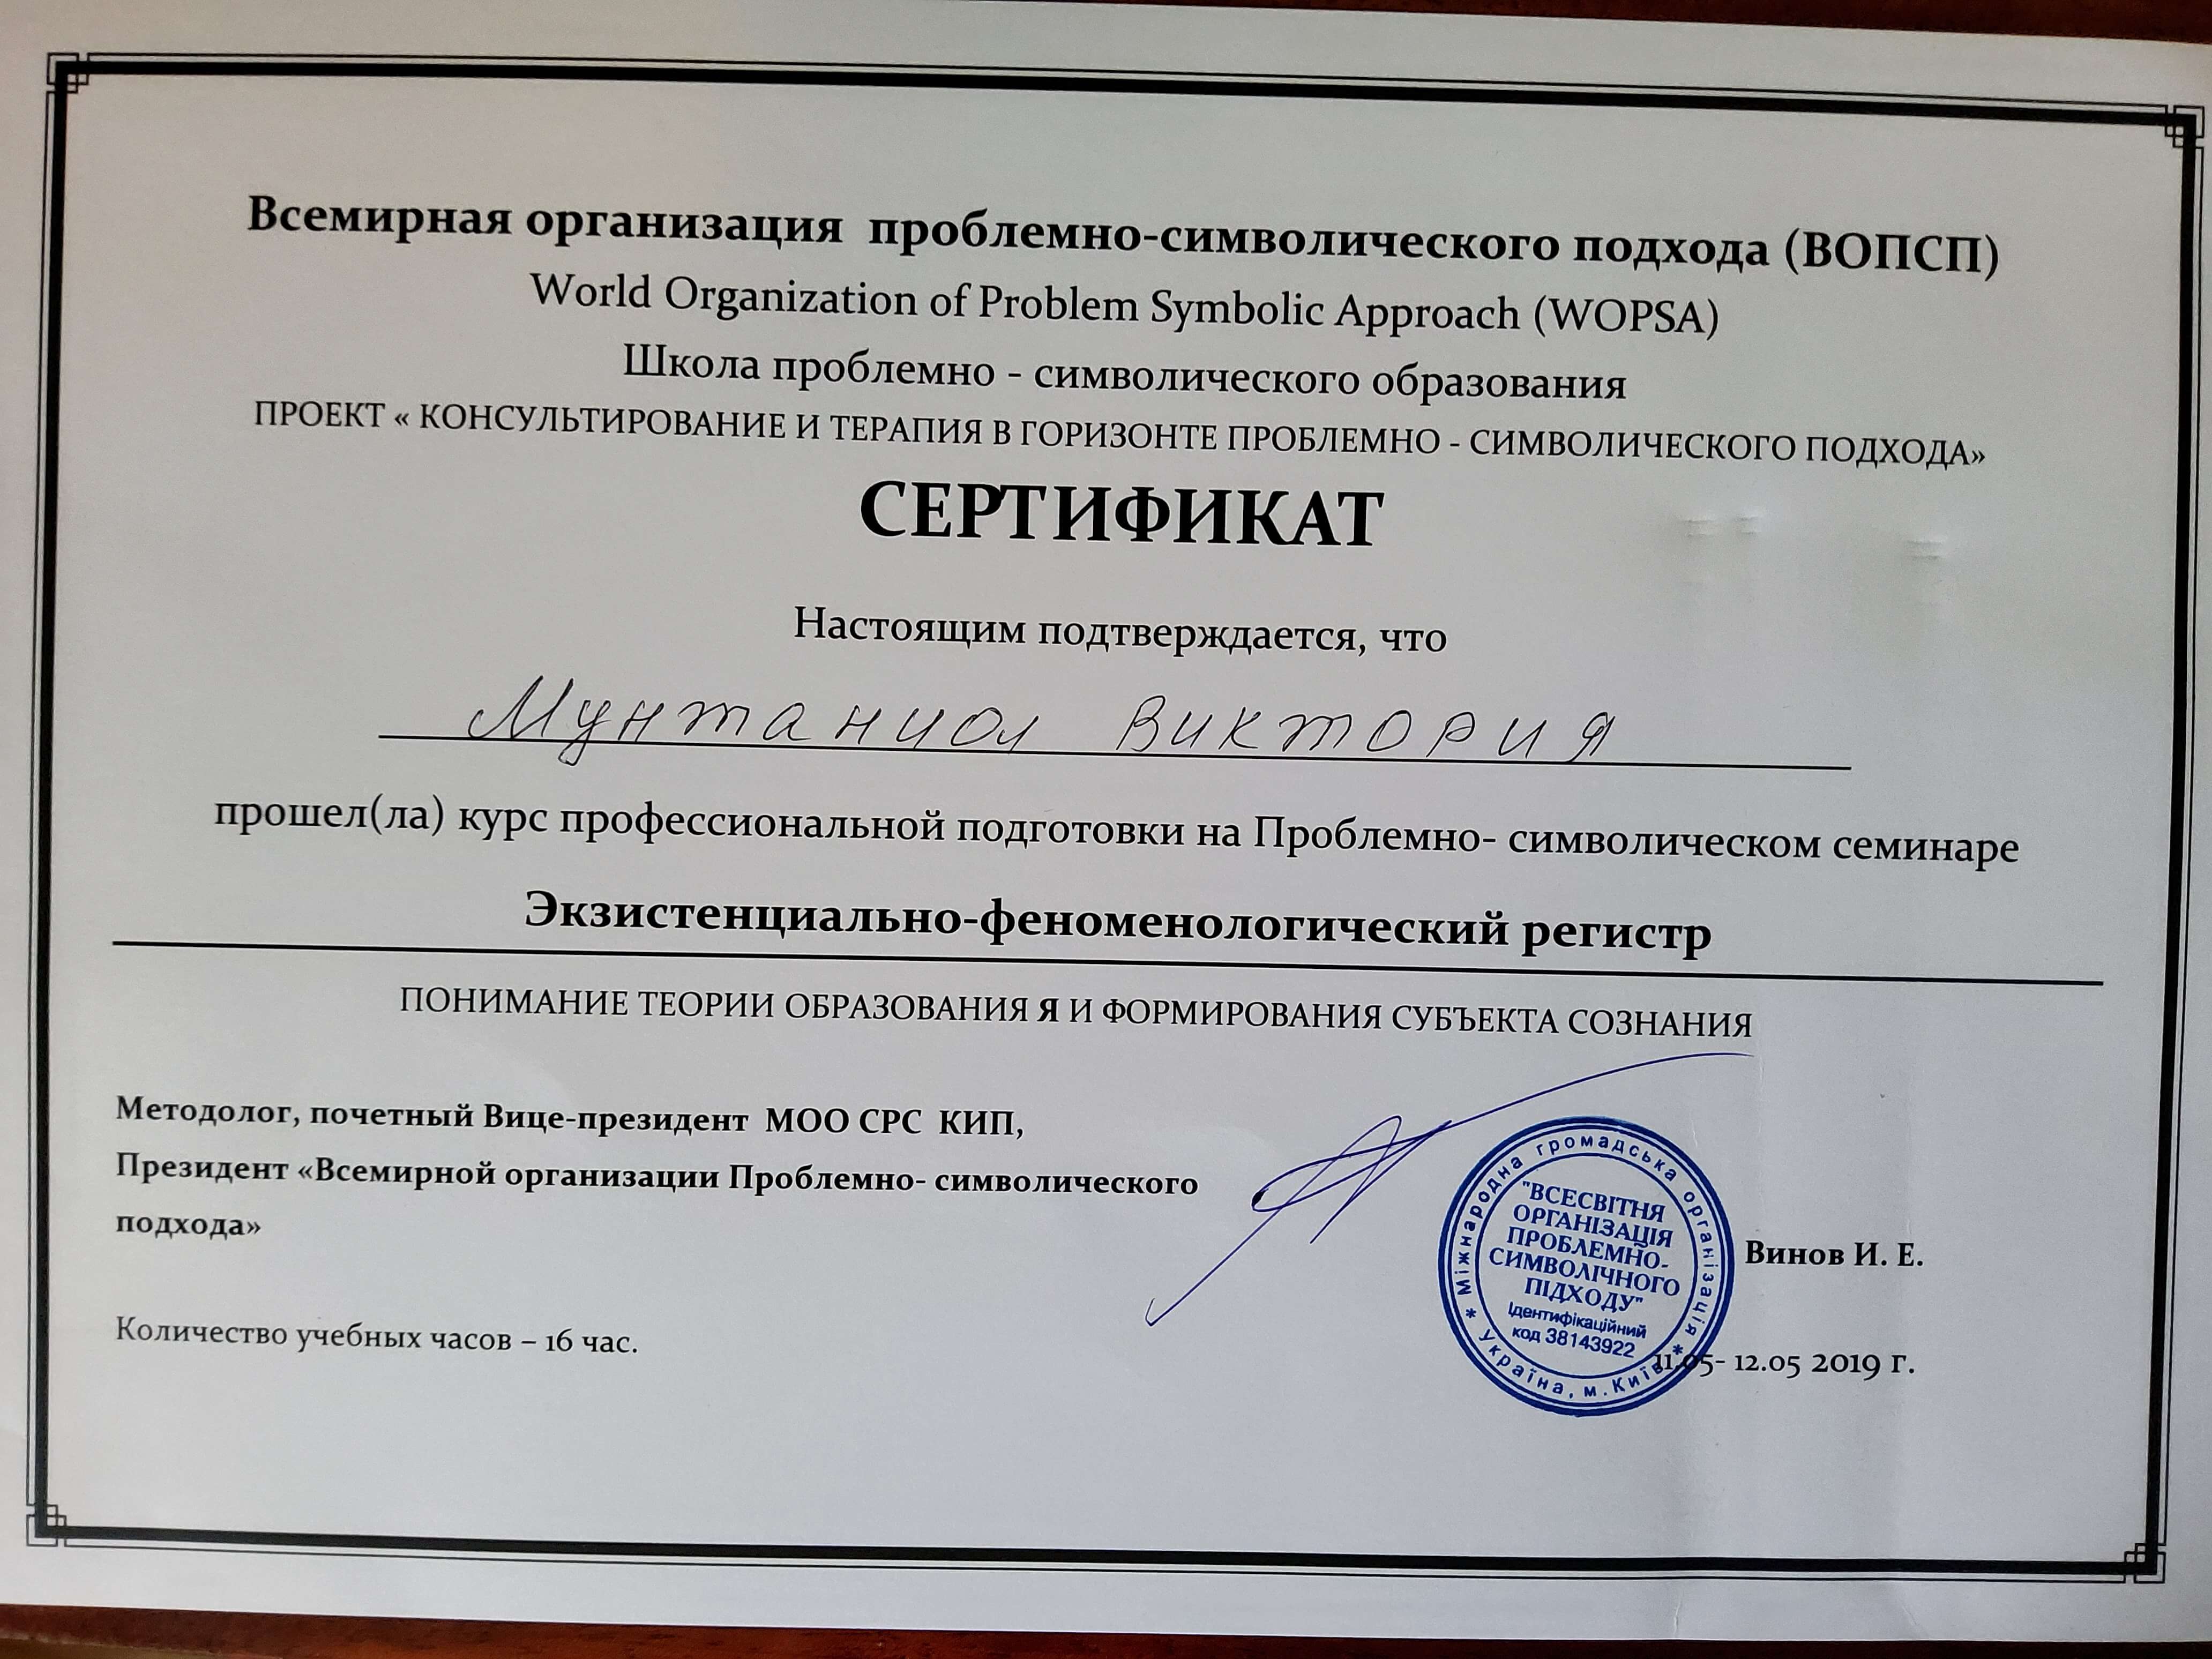 Всемирная организация проблемно-символического подхода (ВОПСП)
World Organization of Problem Symbolic Approach (WOPSA)
Школа проблемно - символического образования
ПРОЕКТ « КОНСУЛЬТИРОВАНИЕ И ТЕРАПИЯ В ГОРИЗОНТЕ ПРОБЛЕМНО - СИМВОЛИЧЕСКОГО ПОДХОДА»
СЕРТИФИКАТ
Настоящим подтверждается, что
Мунтаниол Виктория
прошел(ла) курс профессиональной подготовки на Проблемно- символическом семинаре
Экзистенциально-феноменологический регистр
ПОНИМАНИЕ ТЕОРИИ ОБРАЗОВАНИЯ Я И ФОРМИРОВАНИЯ СУБЪЕКТА СОЗНАНИЯ
Методолог, почетный Вице-президент МОО СРС КИП,
Президент «Всемирной организации Проблемно- символического
подхода»
Міжнародна громадська організація
"ВСЕСВІТНЯ
ОРГАНІЗАЦІЯ
ПРОБЛЕМНО-
СИМВОЛІЧНОГО
ПІДХОДУ"
Ідентифікаційний
код 38143922
* Україна, м.Київ *
Винов И. Е.
Количество учебных часов – 16 час.
11.05- 12.05 2019 г.